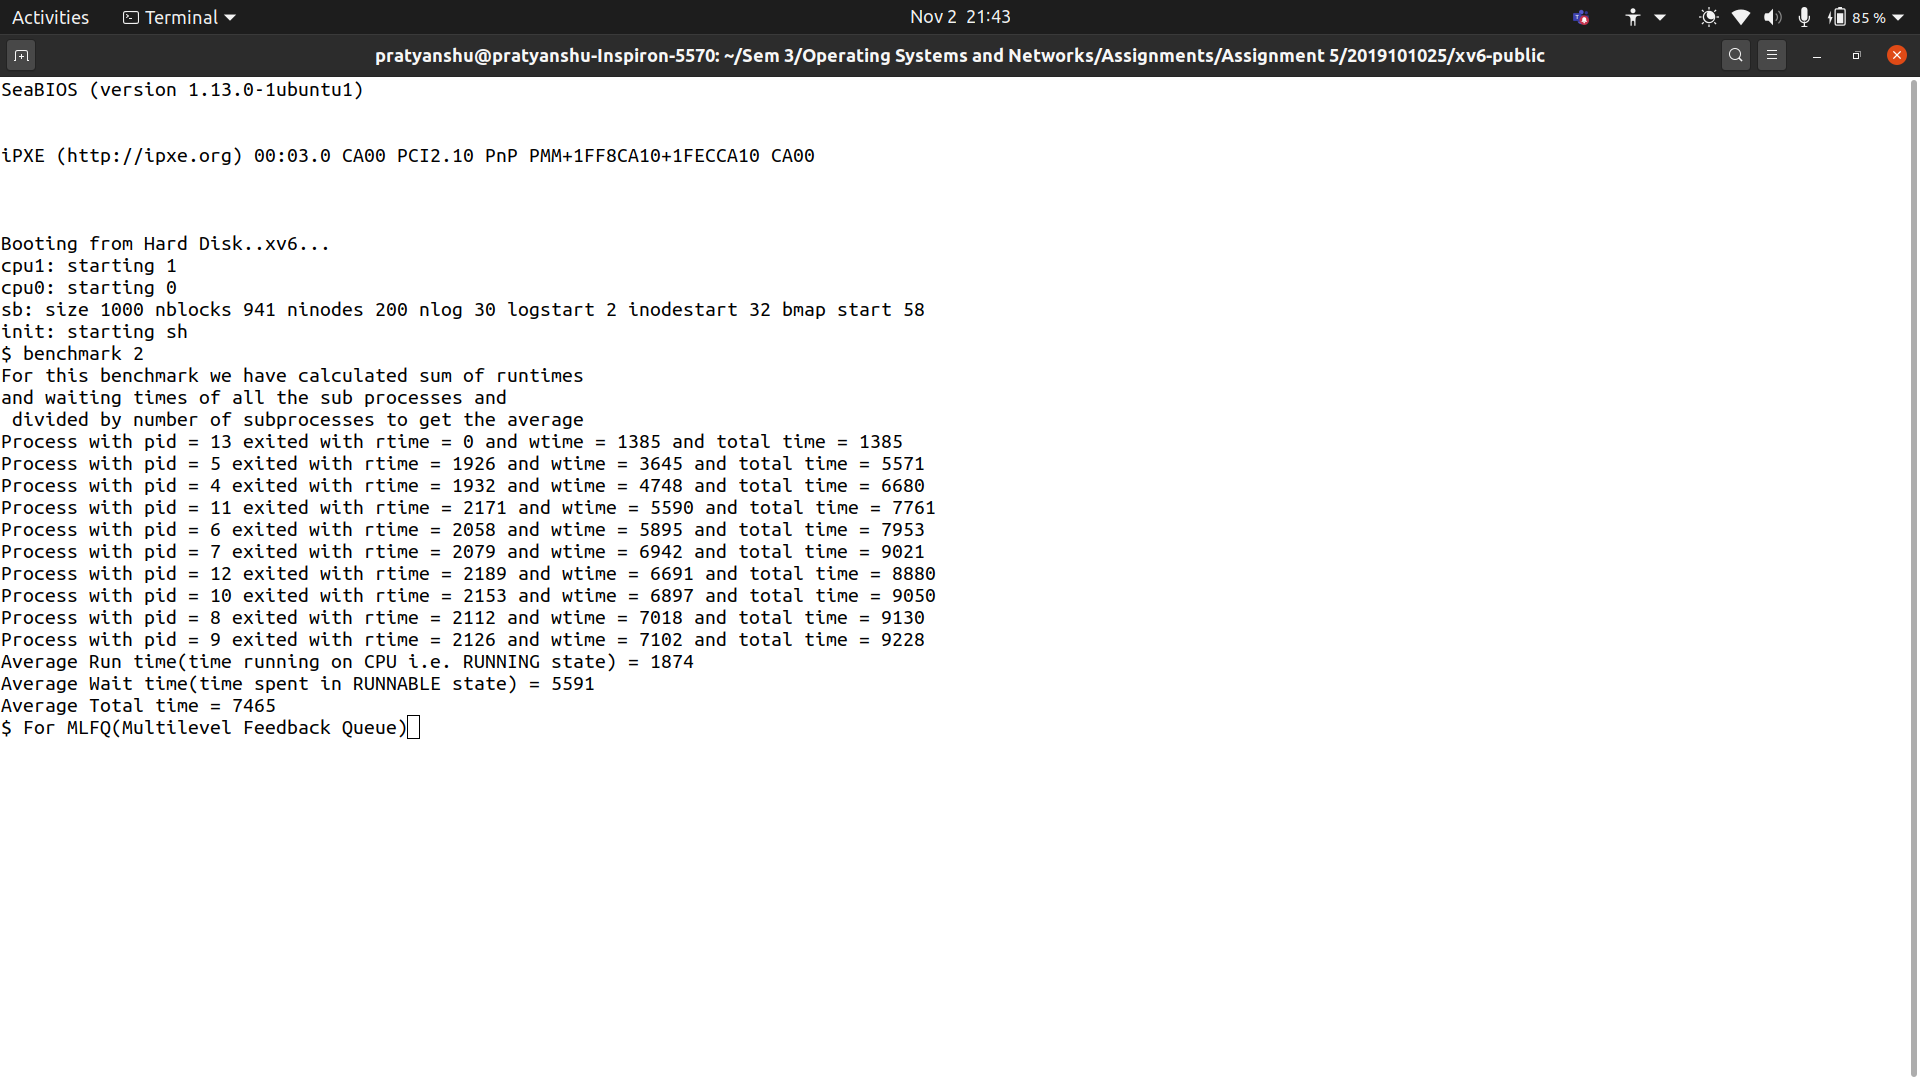 Activities Terminal Nov 2 21:43 85 %
pratyanshu@pratyanshu-Inspiron-5570: ~/Sem 3/Operating Systems and Networks/Assignments/Assignment 5/2019101025/xv6-public
SeaBIOS (version 1.13.0-1ubuntu1)
iPXE (http://ipxe.org) 00:03.0 CA00 PCI2.10 PnP PMM+1FF8CA10+1FECCA10 CA00
Booting from Hard Disk..xv6...
cpu1: starting 1
cpu0: starting 0
sb: size 1000 nblocks 941 ninodes 200 nlog 30 logstart 2 inodestart 32 bmap start 58
init: starting sh
$ benchmark 2
For this benchmark we have calculated sum of runtimes
and waiting times of all the sub processes and
 divided by number of subprocesses to get the average
Process with pid = 13 exited with rtime = 0 and wtime = 1385 and total time = 1385
Process with pid = 5 exited with rtime = 1926 and wtime = 3645 and total time = 5571
Process with pid = 4 exited with rtime = 1932 and wtime = 4748 and total time = 6680
Process with pid = 11 exited with rtime = 2171 and wtime = 5590 and total time = 7761
Process with pid = 6 exited with rtime = 2058 and wtime = 5895 and total time = 7953
Process with pid = 7 exited with rtime = 2079 and wtime = 6942 and total time = 9021
Process with pid = 12 exited with rtime = 2189 and wtime = 6691 and total time = 8880
Process with pid = 10 exited with rtime = 2153 and wtime = 6897 and total time = 9050
Process with pid = 8 exited with rtime = 2112 and wtime = 7018 and total time = 9130
Process with pid = 9 exited with rtime = 2126 and wtime = 7102 and total time = 9228
Average Run time(time running on CPU i.e. RUNNING state) = 1874
Average Wait time(time spent in RUNNABLE state) = 5591
Average Total time = 7465
$ For MLFQ(Multilevel Feedback Queue)